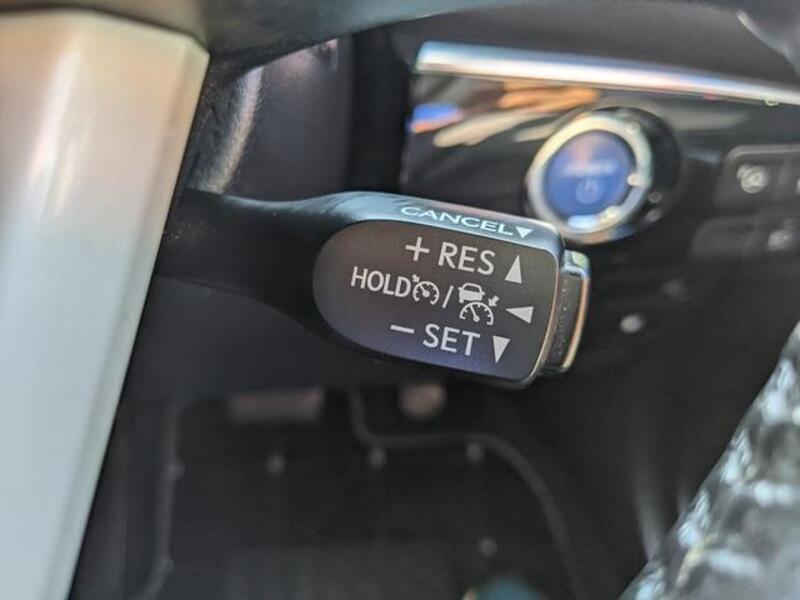 CANCEL▼
+ RES ▲
HOLD / ◀
− SET ▼